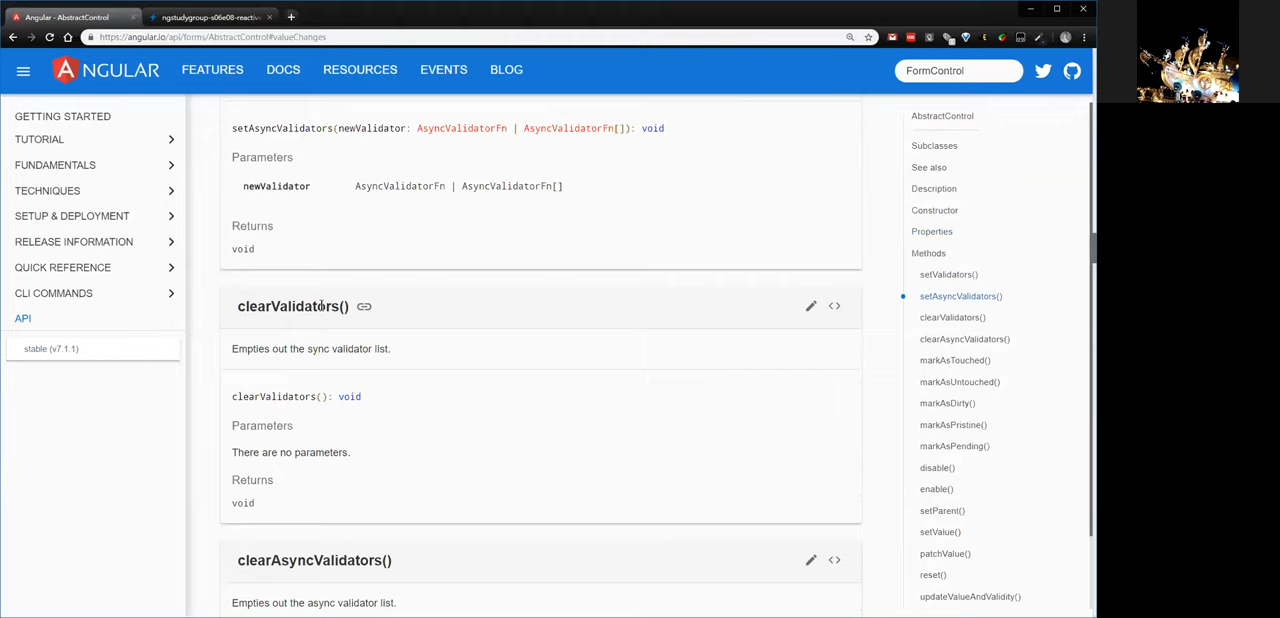 Angular - AbstractControl
ngstudygroup-s06e08-reactive
https://angular.io/api/forms/AbstractControl#valueChanges
ANGULAR
FEATURES
DOCS
RESOURCES
EVENTS
BLOG
FormControl
GETTING STARTED
TUTORIAL
FUNDAMENTALS
TECHNIQUES
SETUP & DEPLOYMENT
RELEASE INFORMATION
QUICK REFERENCE
CLI COMMANDS
API
stable (v7.1.1)
setAsyncValidators(newValidator: AsyncValidatorFn | AsyncValidatorFn[]): void
Parameters
newValidator AsyncValidatorFn | AsyncValidatorFn[]
Returns
void
clearValidators()
Empties out the sync validator list.
clearValidators(): void
Parameters
There are no parameters.
Returns
void
clearAsyncValidators()
Empties out the async validator list.
AbstractControl
Subclasses
See also
Description
Constructor
Properties
Methods
setValidators()
setAsyncValidators()
clearValidators()
clearAsyncValidators()
markAsTouched()
markAsUntouched()
markAsDirty()
markAsPristine()
markAsPending()
disable()
enable()
setParent()
setValue()
patchValue()
reset()
updateValueAndValidity()